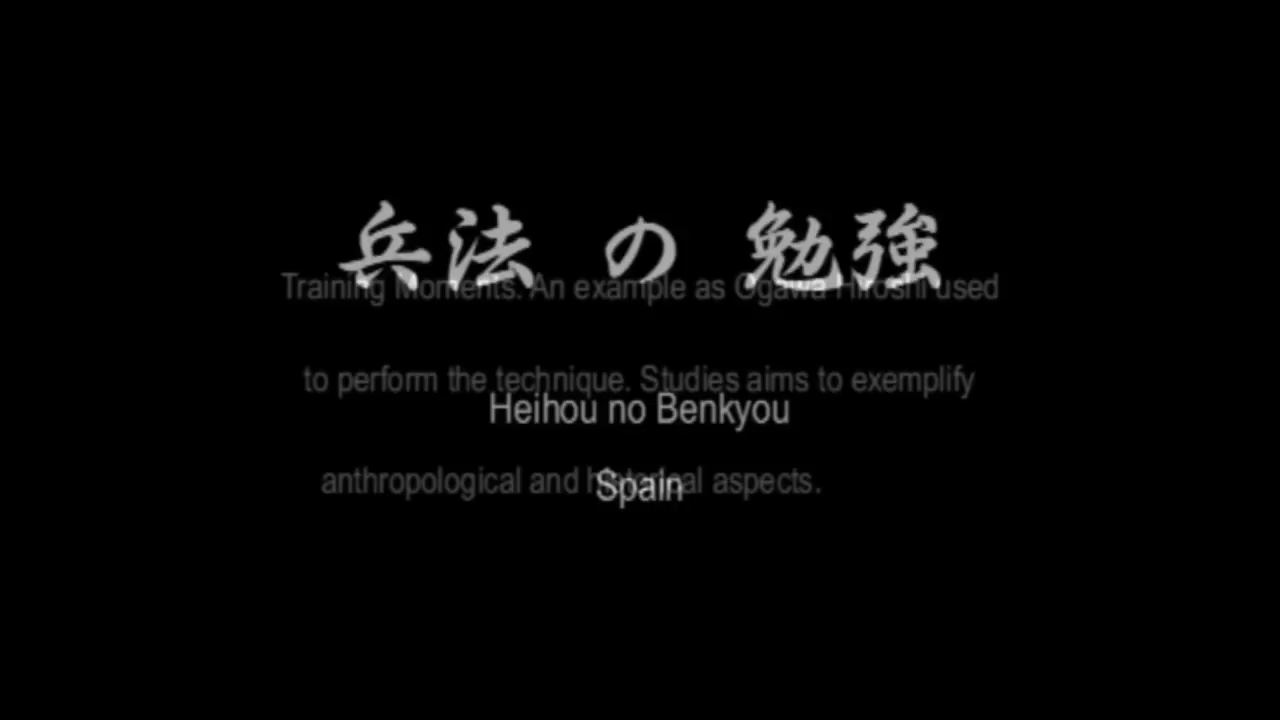 兵法 の 勉強
Training Moments. An example as Ogawa Hiroshi used
to perform the technique. Studies aims to exemplify
Heihou no Benkyou
anthropological and historical aspects.
Spain